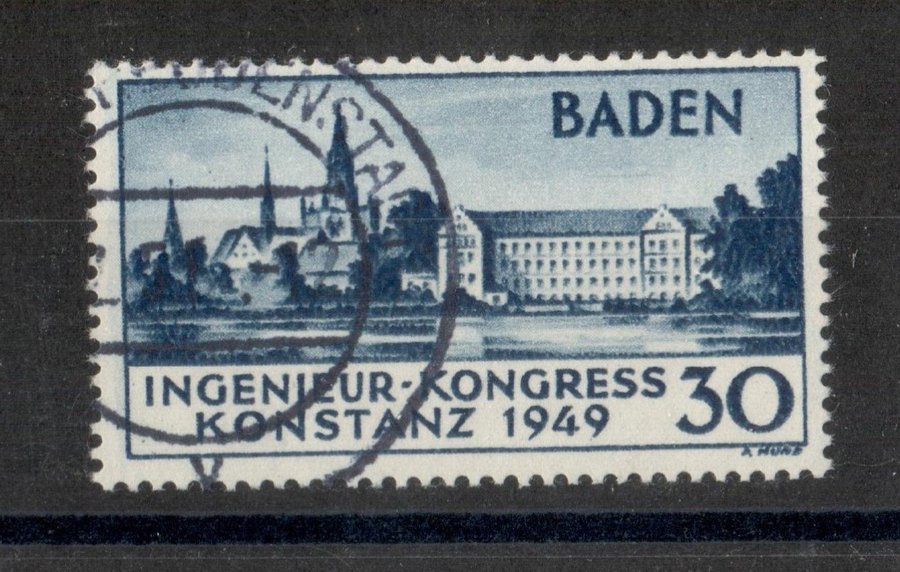 BADEN
INGENIEUR-KONGRESS
KONSTANZ 1949
30